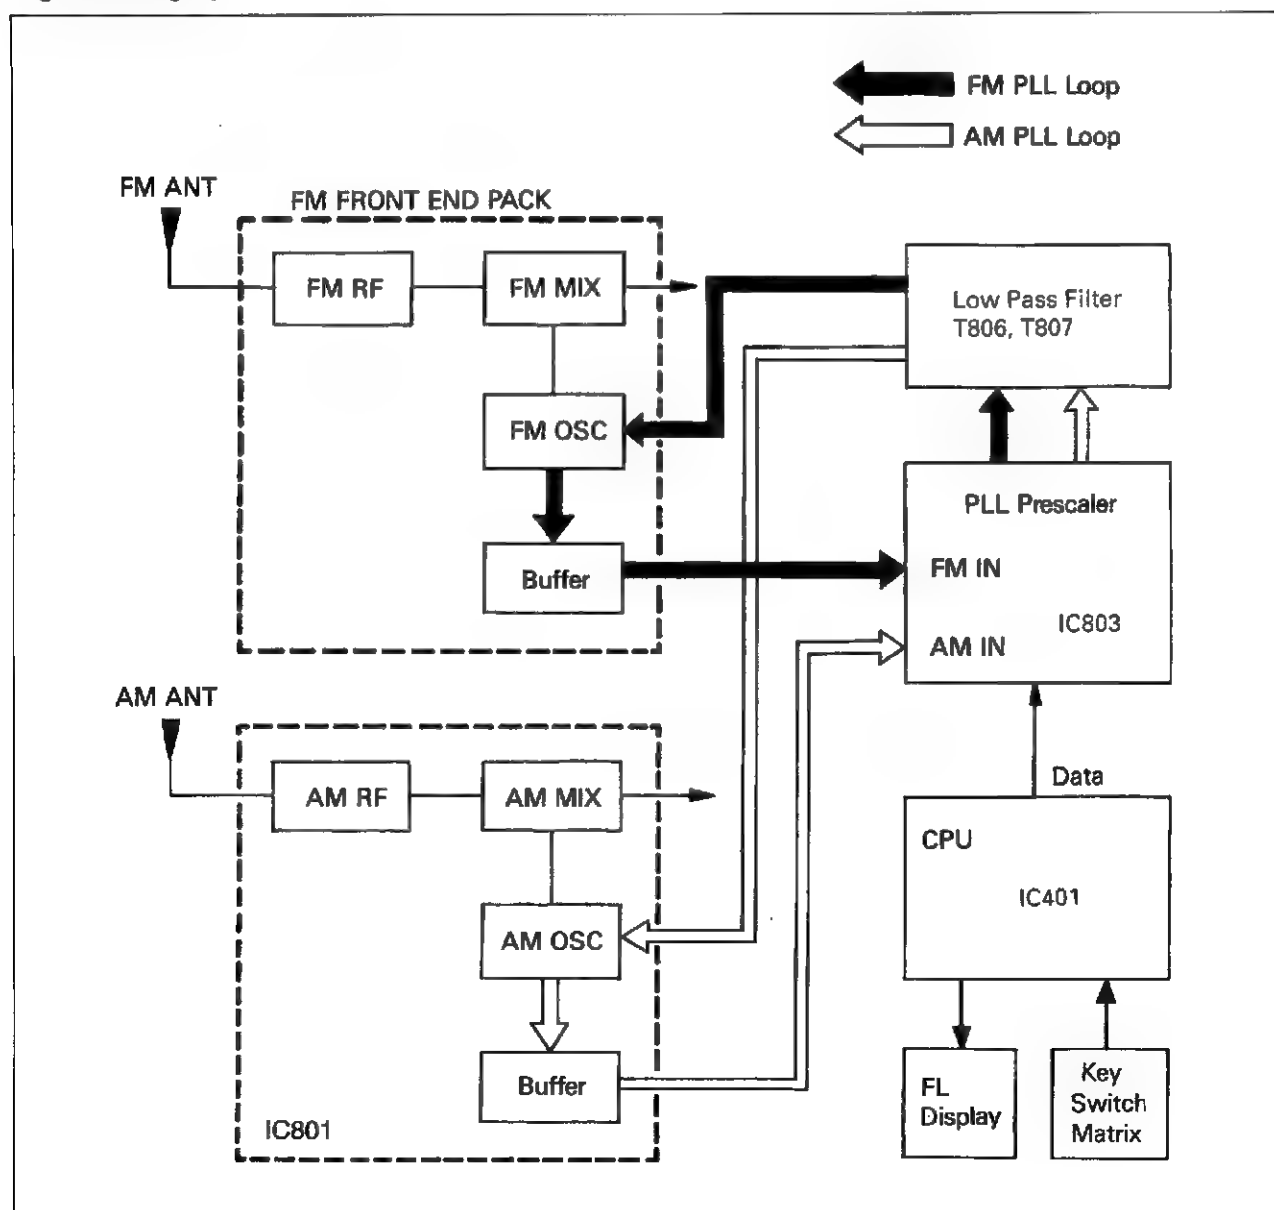 FM PLL Loop
AM PLL Loop
FM ANT
FM FRONT END PACK
FM RF
FM MIX
Low Pass Filter
T806, T807
FM OSC
PLL Prescaler
Buffer
FM IN
IC803
AM IN
AM ANT
AM RF
AM MIX
Data
CPU
IC401
AM OSC
Buffer
FL
Display
Key
Switch
Matrix
IC801